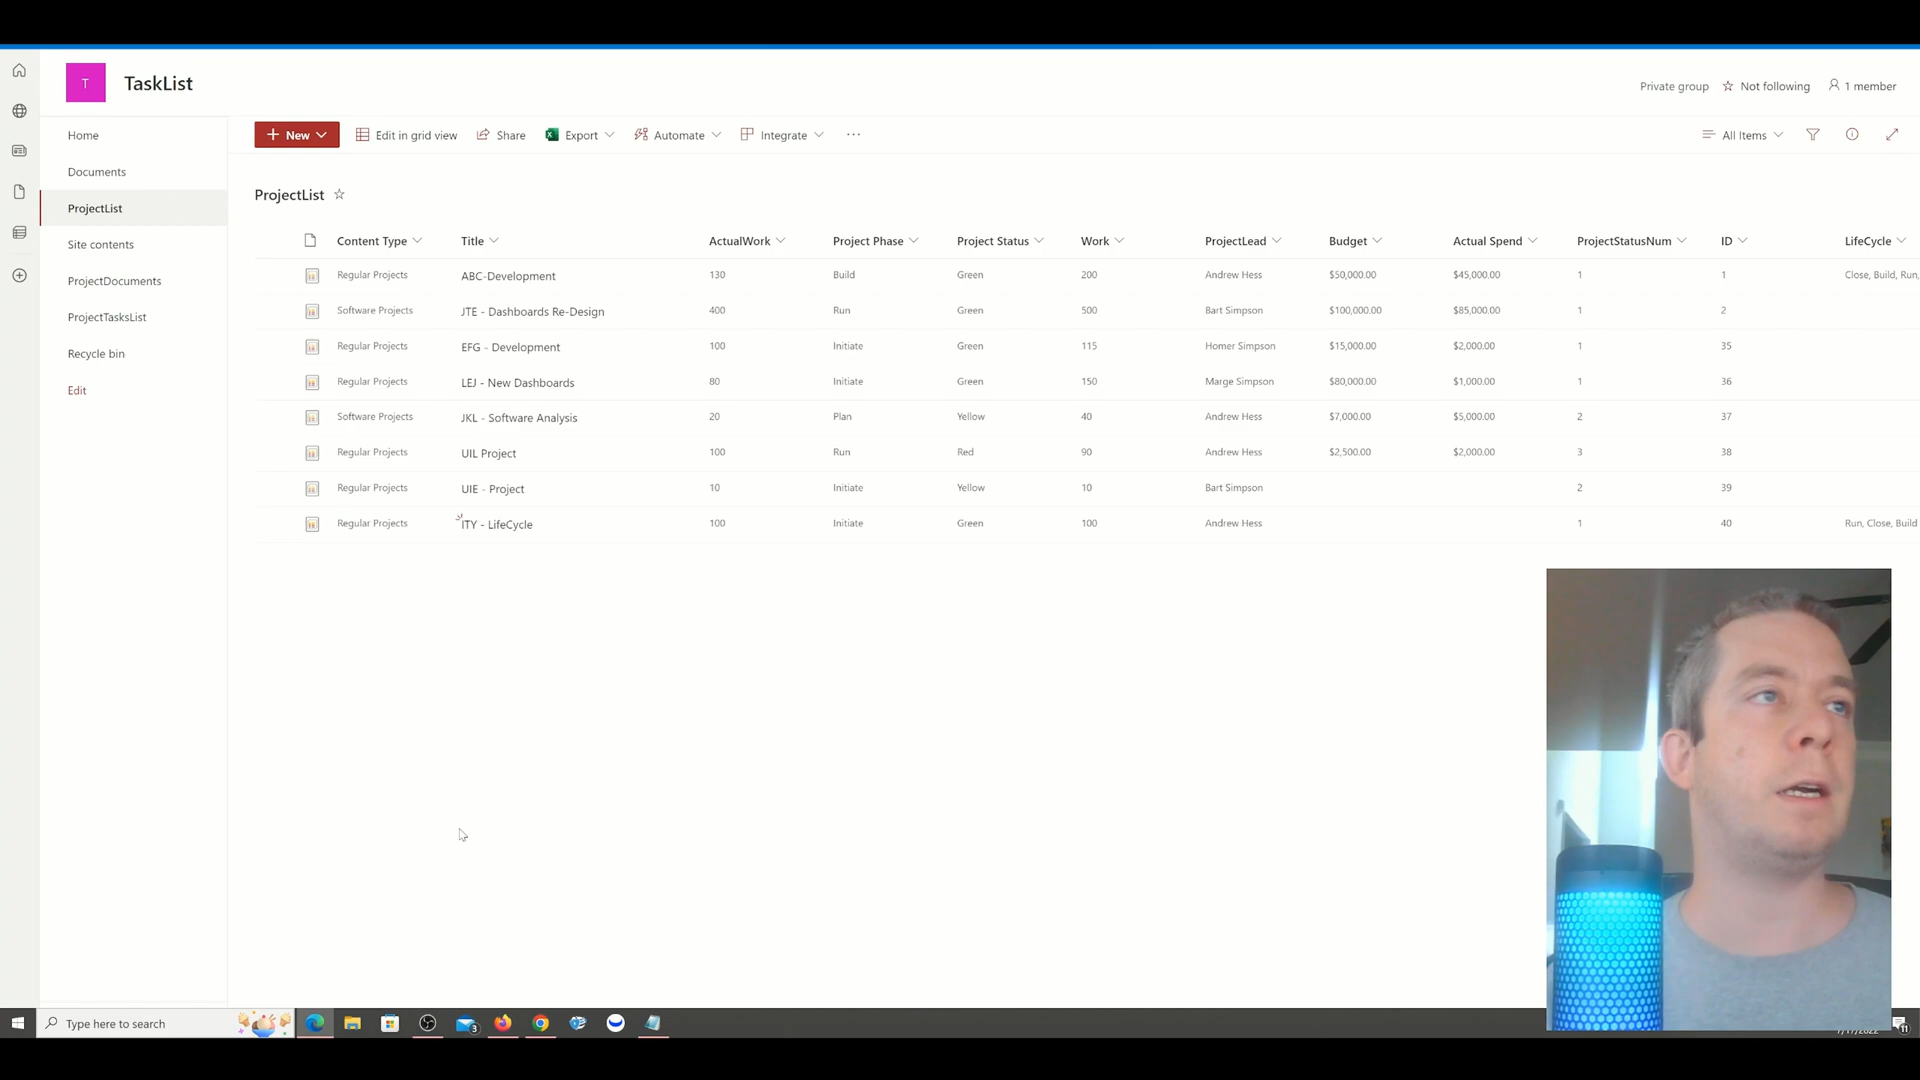 T
TaskList
Private group
Not following
1 member
Home
Documents
ProjectList
Site contents
ProjectDocuments
ProjectTasksList
Recycle bin
Edit
New
Edit in grid view
Share
Export
Automate
Integrate
···
All Items
ProjectList
Content Type Title ActualWork Project Phase Project Status Work ProjectLead Budget Actual Spend ProjectStatusNum ID LifeCycle
Regular Projects ABC-Development 130 Build Green 200 Andrew Hess $50,000.00 $45,000.00 1 1 Close, Build, Run,
Software Projects JTE - Dashboards Re-Design 400 Run Green 500 Bart Simpson $100,000.00 $85,000.00 1 2
Regular Projects EFG - Development 100 Initiate Green 115 Homer Simpson $15,000.00 $2,000.00 1 35
Regular Projects LEJ - New Dashboards 80 Initiate Green 150 Marge Simpson $80,000.00 $1,000.00 1 36
Software Projects JKL - Software Analysis 20 Plan Yellow 40 Andrew Hess $7,000.00 $5,000.00 2 37
Regular Projects UIL Project 100 Run Red 90 Andrew Hess $2,500.00 $2,000.00 3 38
Regular Projects UIE - Project 10 Initiate Yellow 10 Bart Simpson 2 39
Regular Projects ITY - LifeCycle 100 Initiate Green 100 Andrew Hess 1 40 Run, Close, Build
Type here to search
3
11